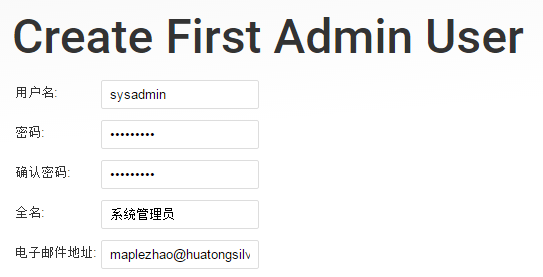 Create First Admin User
用户名: sysadmin
密码: •••••••••
确认密码: •••••••••
全名: 系统管理员
电子邮件地址: maplezhao@huatongsilv